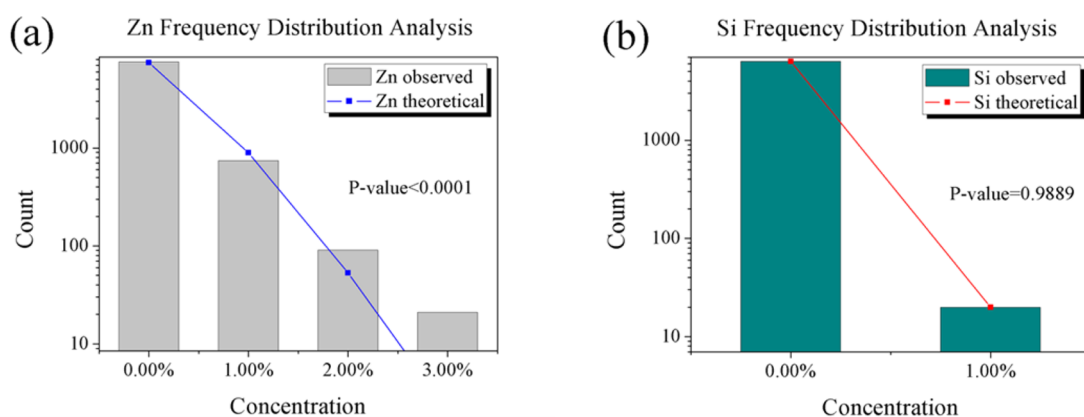 (a)
Zn Frequency Distribution Analysis
Zn observed
Zn theoretical
P-value<0.0001
Count
1000
100
10
0.00% 1.00% 2.00% 3.00%
Concentration
(b)
Si Frequency Distribution Analysis
Si observed
Si theoretical
P-value=0.9889
Count
1000
100
10
0.00% 1.00%
Concentration